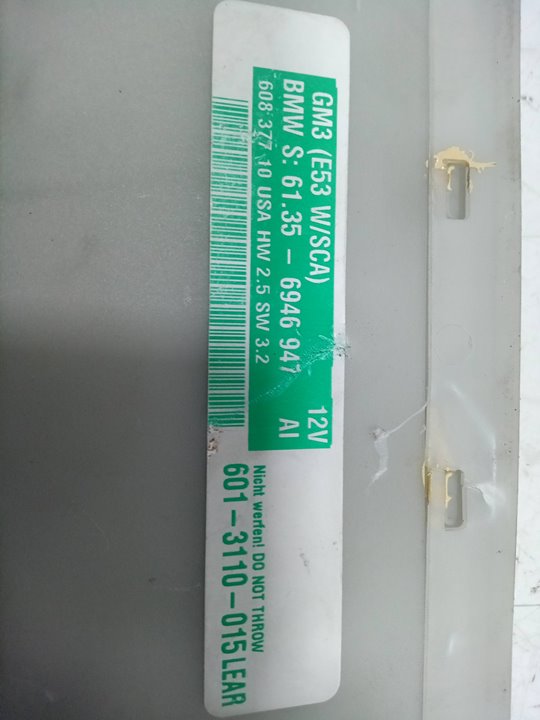 GM3 (E53 W/SCA) 12V
BMW S: 61.35 – 6946 947 AI
608 377 10 USA HW 2.5 SW 3.2
Nicht werfen! DO NOT THROW
601–3110–015 LEAR